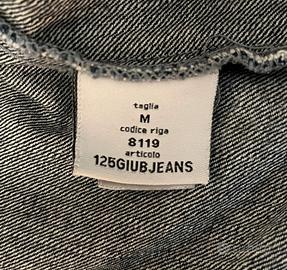 taglia
M
codice riga
8119
articolo
125GIUBJEANS